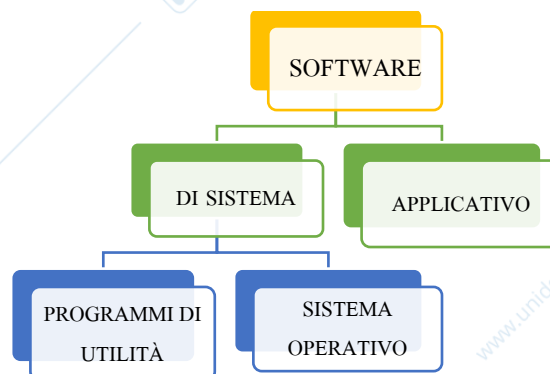 SOFTWARE
DI SISTEMA
APPLICATIVO
PROGRAMMI DI
UTILITÀ
SISTEMA
OPERATIVO